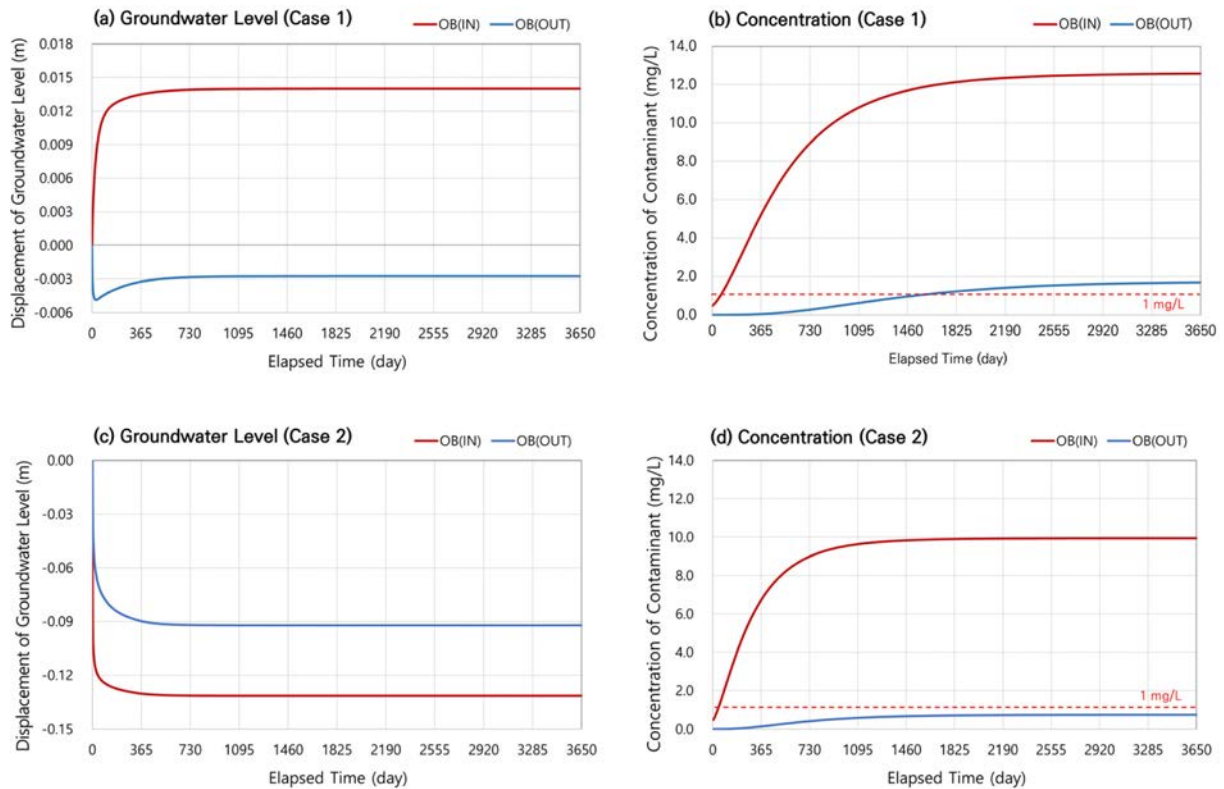 (a) Groundwater Level (Case 1)
OB(IN) OB(OUT)
Displacement of Groundwater Level (m)
0.018
0.015
0.012
0.009
0.006
0.003
0.000
-0.003
-0.006
0 365 730 1095 1460 1825 2190 2555 2920 3285 3650
Elapsed Time (day)
(b) Concentration (Case 1)
OB(IN) OB(OUT)
Concentration of Contaminant (mg/L)
14.0
12.0
10.0
8.0
6.0
4.0
2.0
0.0
1 mg/L
0 365 730 1095 1460 1825 2190 2555 2920 3285 3650
Elapsed Time (day)
(c) Groundwater Level (Case 2)
OB(IN) OB(OUT)
Displacement of Groundwater Level (m)
0.00
-0.03
-0.06
-0.09
-0.12
-0.15
0 365 730 1095 1460 1825 2190 2555 2920 3285 3650
Elapsed Time (day)
(d) Concentration (Case 2)
OB(IN) OB(OUT)
Concentration of Contaminant (mg/L)
14.0
12.0
10.0
8.0
6.0
4.0
2.0
0.0
1 mg/L
0 365 730 1095 1460 1825 2190 2555 2920 3285 3650
Elapsed Time (day)